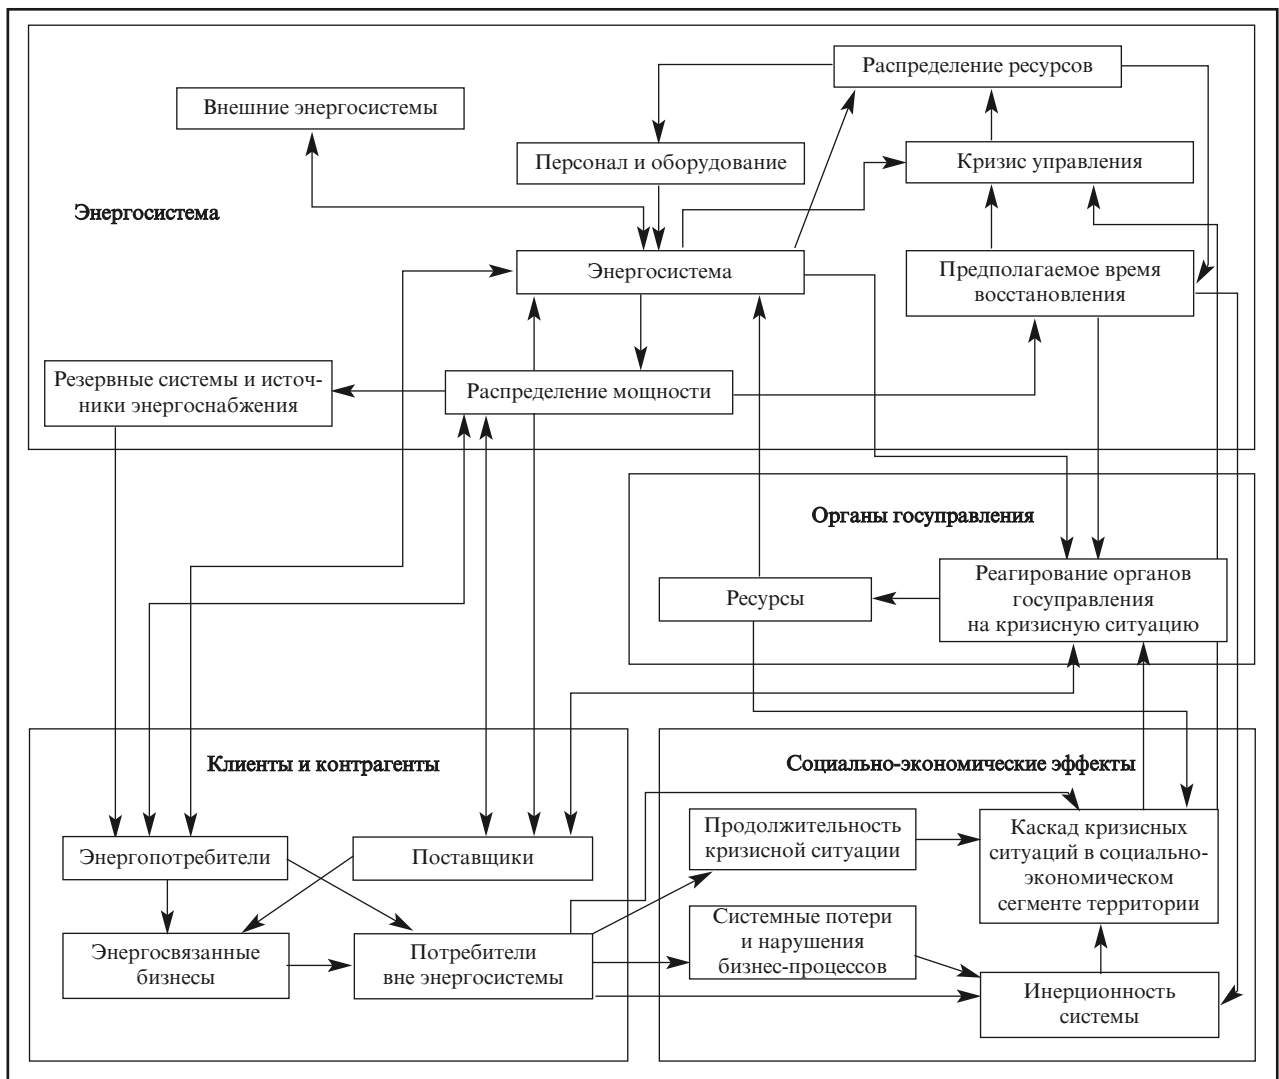 Распределение ресурсов
Внешние энергосистемы
Персонал и оборудование
Кризис управления
Энергосистема
Энергосистема
Предполагаемое время
восстановления
Резервные системы и источ-
ники энергоснабжения
Распределение мощности
Органы госуправления
Ресурсы
Реагирование органов
госуправления
на кризисную ситуацию
Клиенты и контрагенты
Социально-экономические эффекты
Энергопотребители
Поставщики
Продолжительность
кризисной ситуации
Каскад кризисных
ситуаций в социально-
экономическом
сегменте территории
Энергосвязанные
бизнесы
Потребители
вне энергосистемы
Системные потери
и нарушения
бизнес-процессов
Инерционность
системы